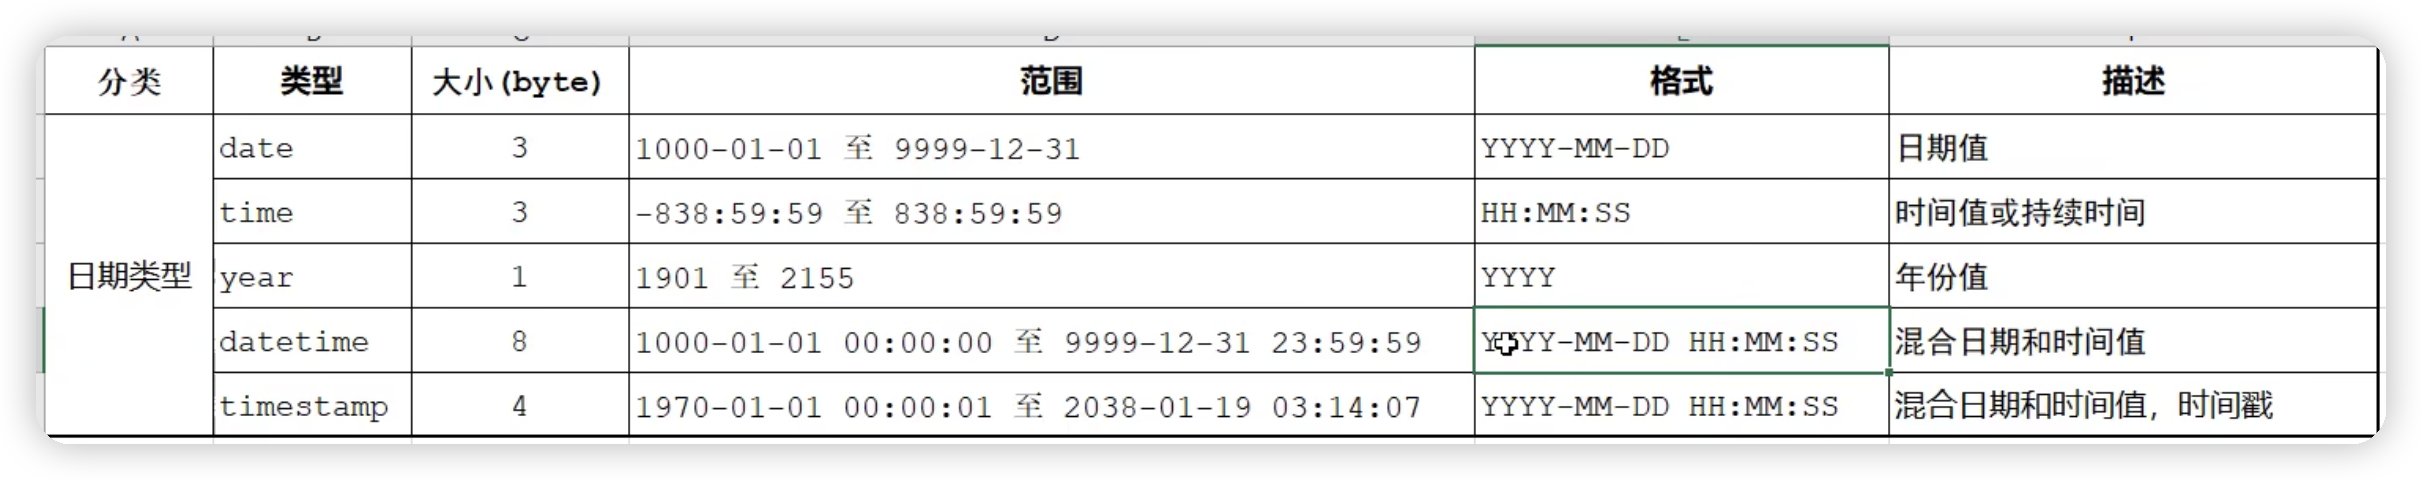 分类 类型 大小(byte) 范围 格式 描述
date 3 1000-01-01 至 9999-12-31 YYYY-MM-DD 日期值
time 3 -838:59:59 至 838:59:59 HH:MM:SS 时间值或持续时间
日期类型 year 1 1901 至 2155 YYYY 年份值
datetime 8 1000-01-01 00:00:00 至 9999-12-31 23:59:59 YYYY-MM-DD HH:MM:SS 混合日期和时间值
timestamp 4 1970-01-01 00:00:01 至 2038-01-19 03:14:07 YYYY-MM-DD HH:MM:SS 混合日期和时间值，时间戳